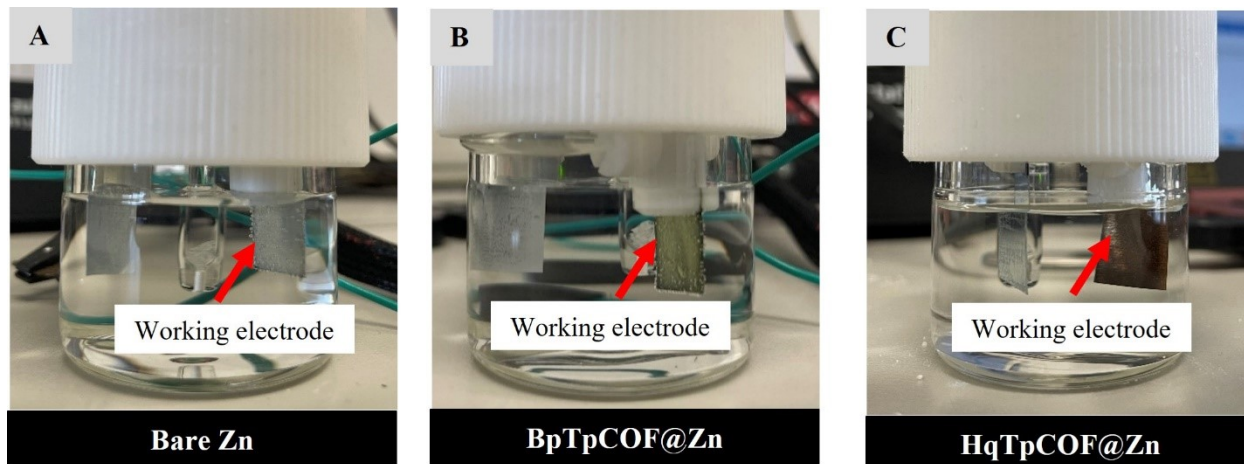 A
B
C
Working electrode
Working electrode
Working electrode
Bare Zn
BpTpCOF@Zn
HqTpCOF@Zn